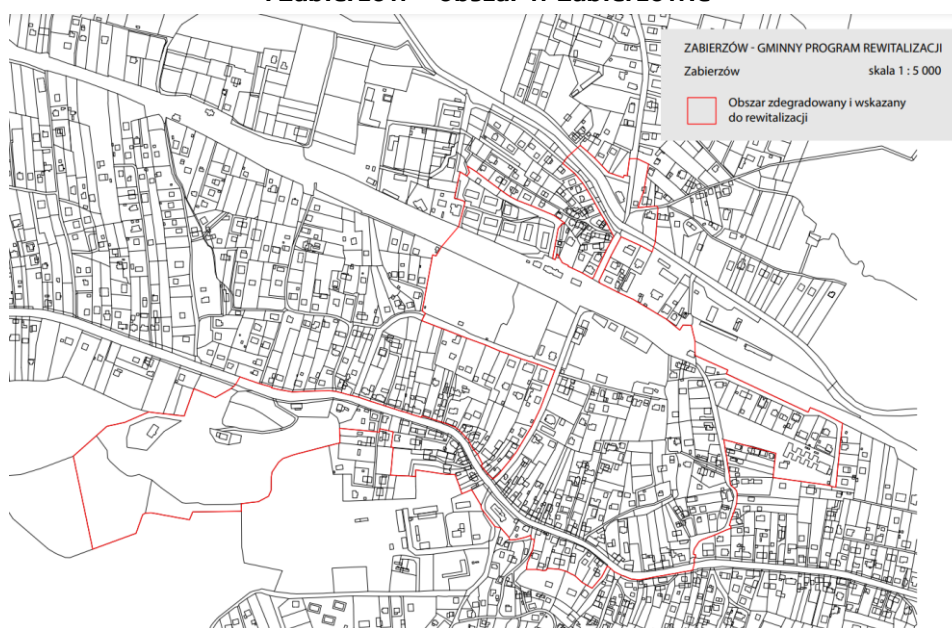 ZABIERZÓW - GMINNY PROGRAM REWITALIZACJI
Zabierzów skala 1 : 5 000
Obszar zdegradowany i wskazany
do rewitalizacji